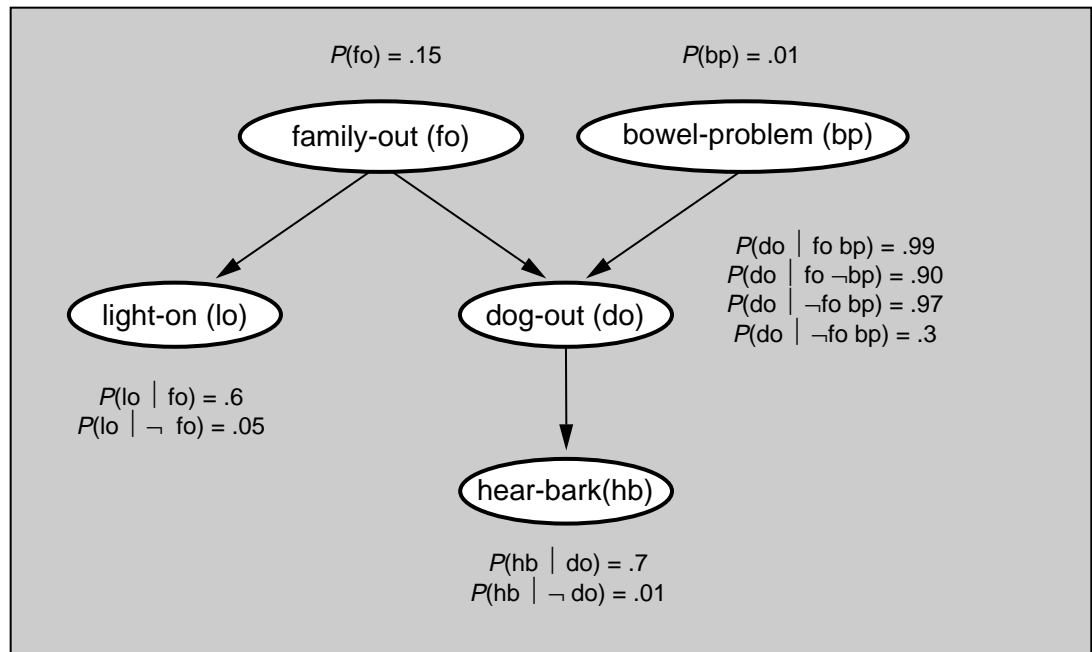 P(fo) = .15
P(bp) = .01
family-out (fo)
bowel-problem (bp)
P(do | fo bp) = .99
P(do | fo ¬bp) = .90
P(do | ¬fo bp) = .97
P(do | ¬fo bp) = .3
light-on (lo)
dog-out (do)
P(lo | fo) = .6
P(lo | ¬ fo) = .05
hear-bark(hb)
P(hb | do) = .7
P(hb | ¬ do) = .01